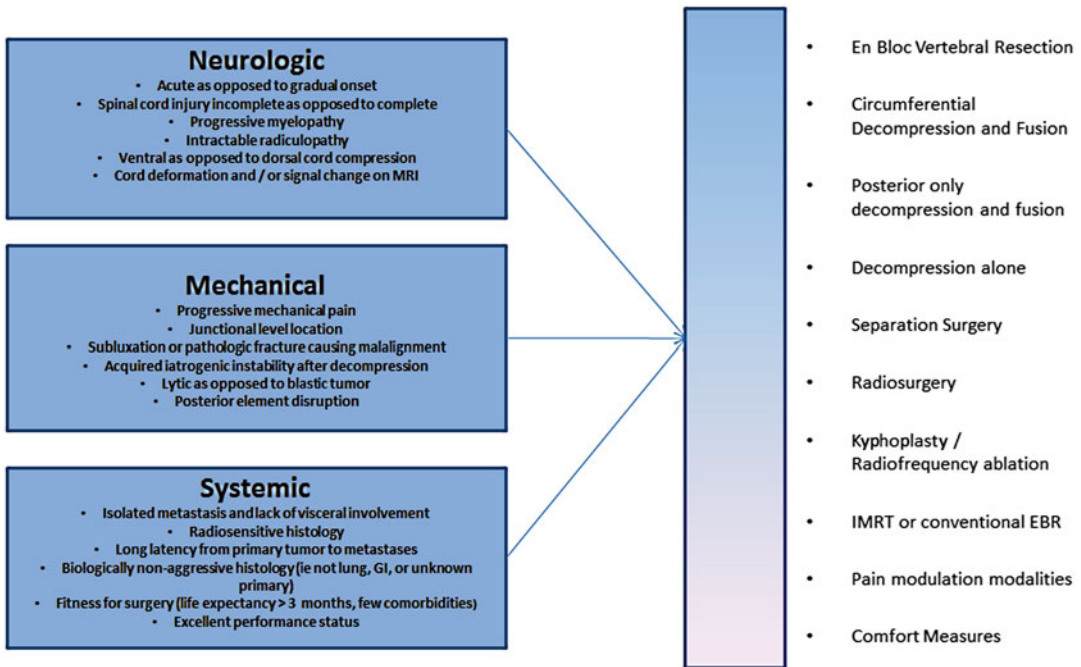 Neurologic
• Acute as opposed to gradual onset
• Spinal cord injury incomplete as opposed to complete
• Progressive myelopathy
• Intractable radiculopathy
• Ventral as opposed to dorsal cord compression
• Cord deformation and / or signal change on MRI
Mechanical
• Progressive mechanical pain
• Junctional level location
• Subluxation or pathologic fracture causing malalignment
• Acquired iatrogenic instability after decompression
• Lytic as opposed to blastic tumor
• Posterior element disruption
Systemic
• Isolated metastasis and lack of visceral involvement
• Radiosensitive histology
• Long latency from primary tumor to metastases
• Biologically non-aggressive histology (ie not lung, GI, or unknown
primary)
• Fitness for surgery (life expectancy > 3 months, few comorbidities)
• Excellent performance status
• En Bloc Vertebral Resection
• Circumferential
Decompression and Fusion
• Posterior only
decompression and fusion
• Decompression alone
• Separation Surgery
• Radiosurgery
• Kyphoplasty /
Radiofrequency ablation
• IMRT or conventional EBR
• Pain modulation modalities
• Comfort Measures